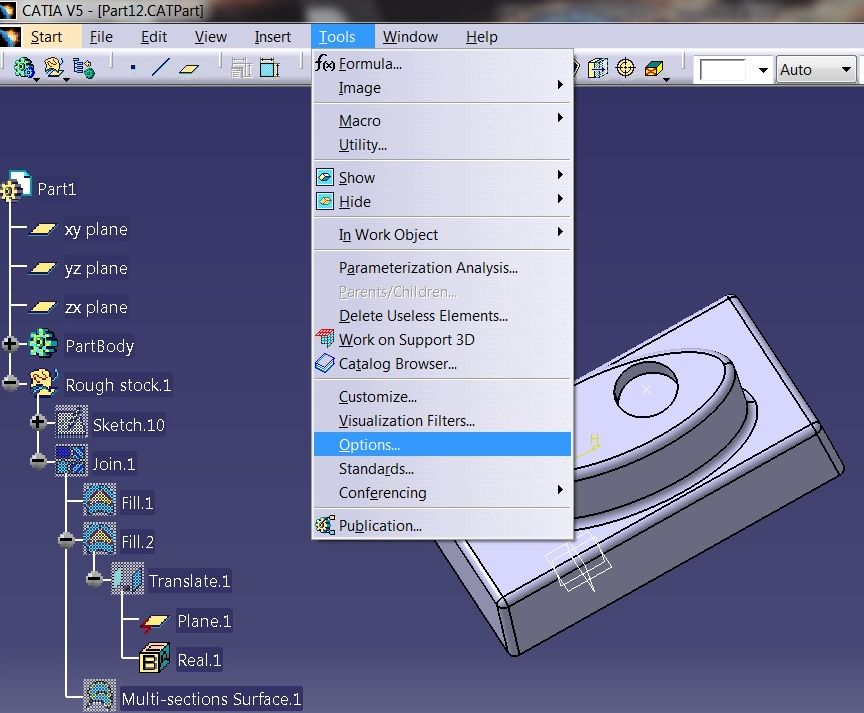 CATIA V5 - [Part12.CATPart]
Start File Edit View Insert Tools Window Help
Auto
f(x) Formula...
Image
Macro
Utility...
Show
Hide
In Work Object
Parameterization Analysis...
Parents/Children...
Delete Useless Elements...
Work on Support 3D
Catalog Browser...
Customize...
Visualization Filters...
Options...
Standards...
Conferencing
Publication...
Part1
xy plane
yz plane
zx plane
PartBody
Rough stock.1
Sketch.10
Join.1
Fill.1
Fill.2
Translate.1
Plane.1
Real.1
Multi-sections Surface.1
H